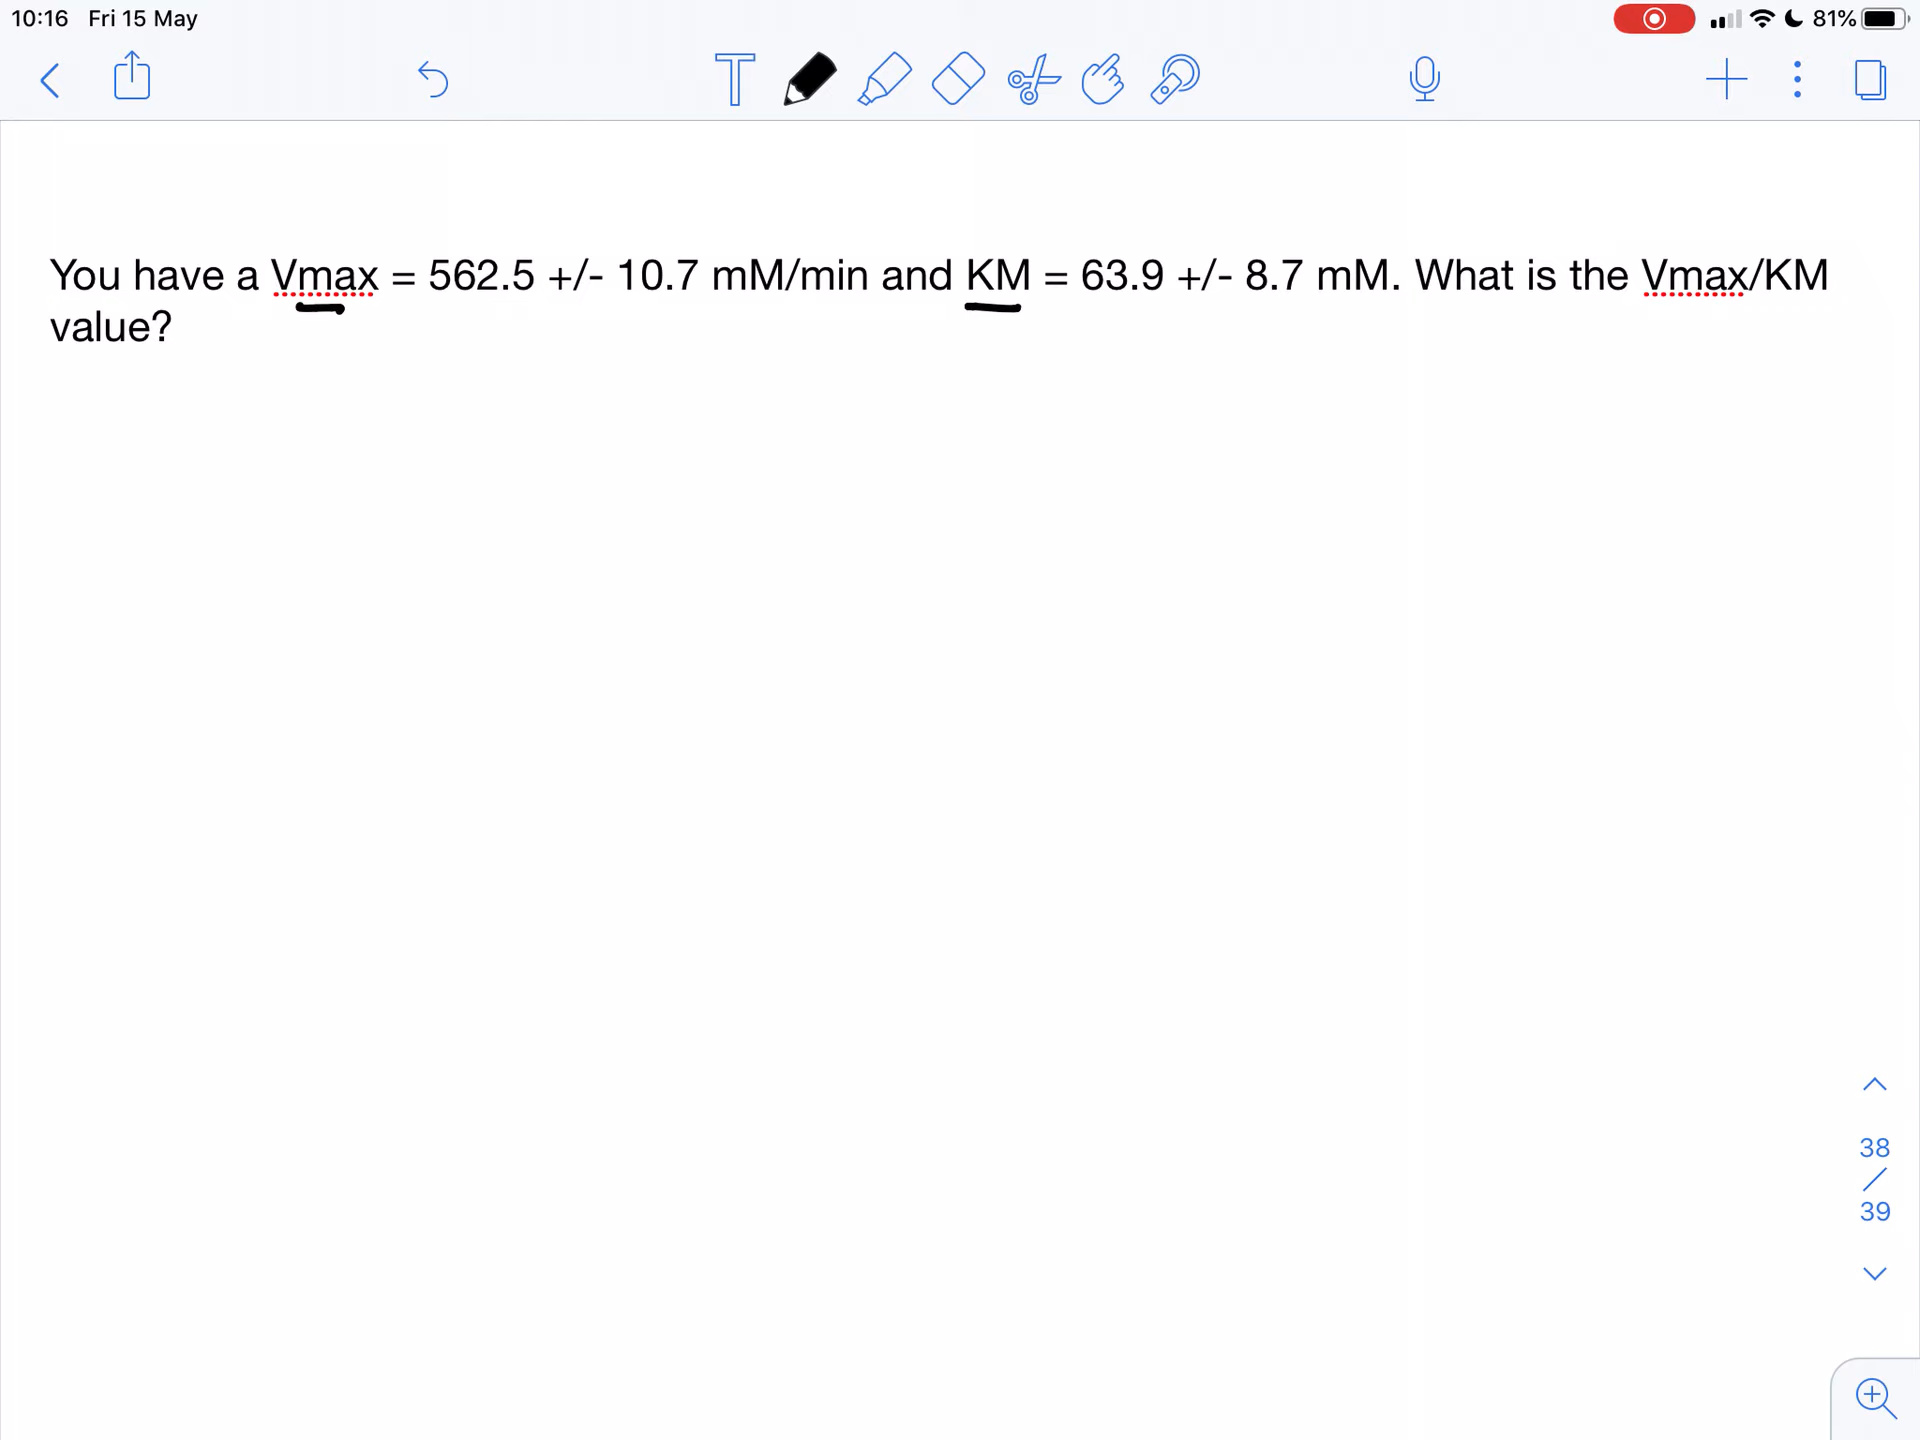 10:16 Fri 15 May 81%
You have a Vmax = 562.5 +/- 10.7 mM/min and KM = 63.9 +/- 8.7 mM. What is the Vmax/KM
value?
38
/
39